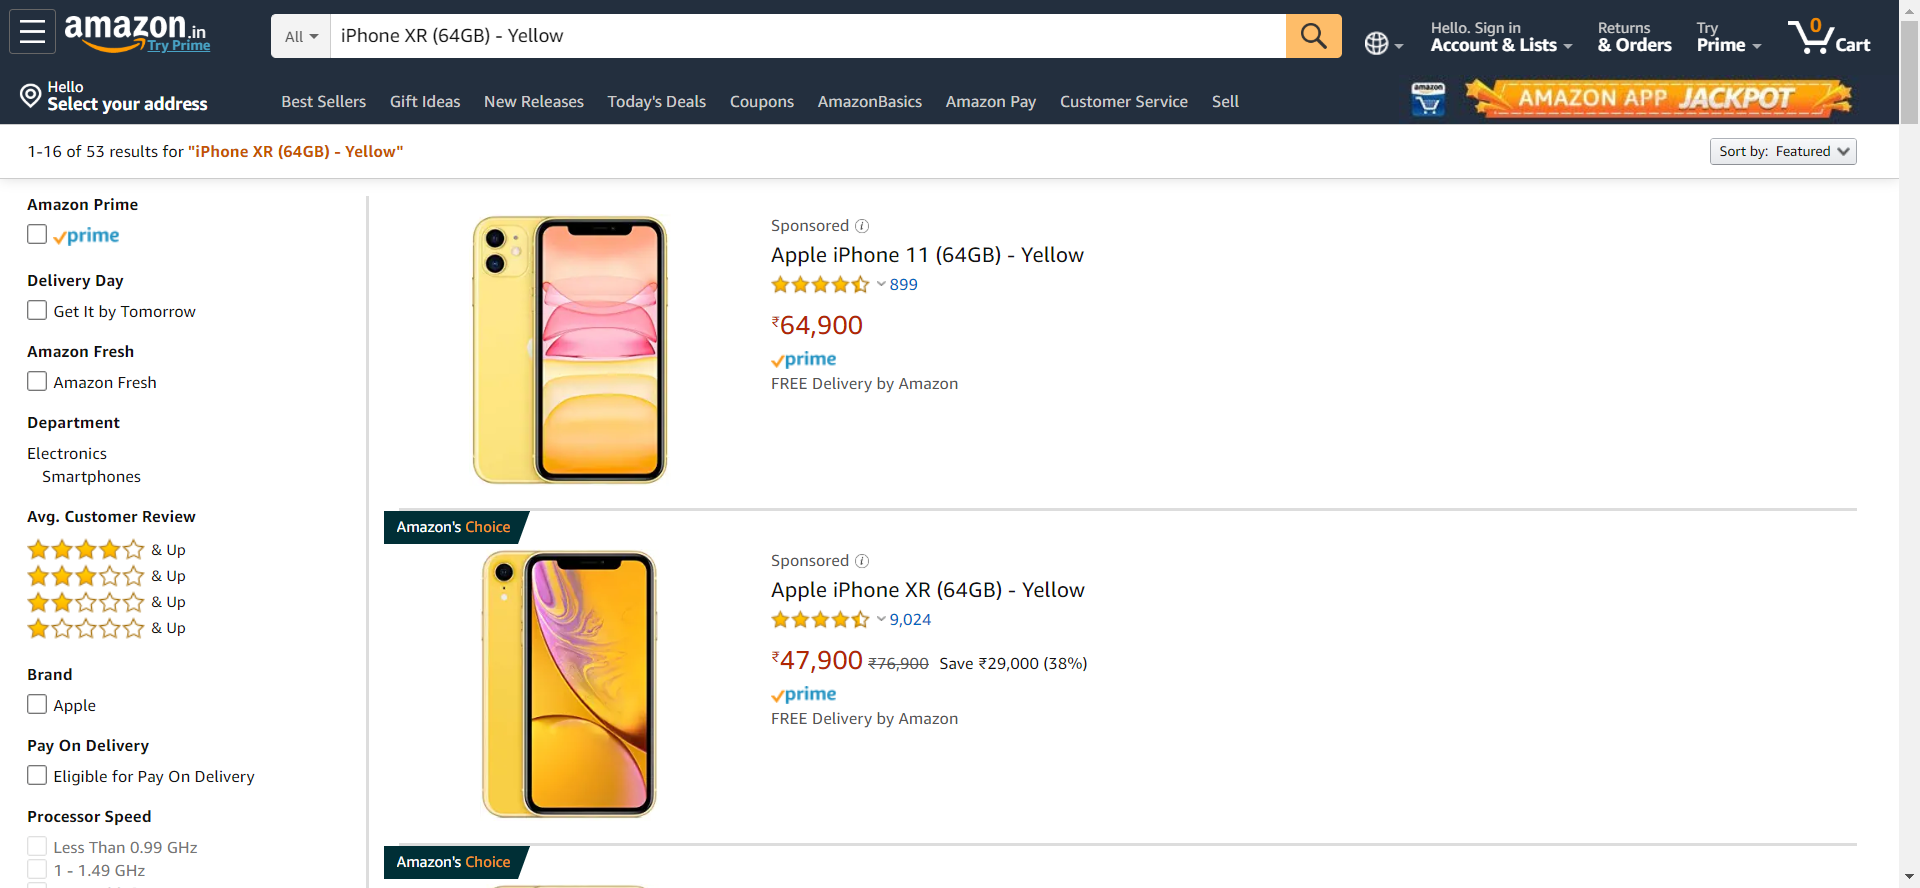 amazon.in
Try Prime
All
iPhone XR (64GB) - Yellow
Hello. Sign in
Account & Lists
Returns
& Orders
Try
Prime
0
Cart
Hello
Select your address
Best Sellers
Gift Ideas
New Releases
Today's Deals
Coupons
AmazonBasics
Amazon Pay
Customer Service
Sell
amazon
AMAZON APP JACKPOT
1-16 of 53 results for "iPhone XR (64GB) - Yellow"
Sort by: Featured
Amazon Prime
prime
Delivery Day
Get It by Tomorrow
Amazon Fresh
Amazon Fresh
Department
Electronics
Smartphones
Avg. Customer Review
& Up
& Up
& Up
& Up
Brand
Apple
Pay On Delivery
Eligible for Pay On Delivery
Processor Speed
Less Than 0.99 GHz
1 - 1.49 GHz
Sponsored
Apple iPhone 11 (64GB) - Yellow
899
₹64,900
prime
FREE Delivery by Amazon
Amazon's Choice
Sponsored
Apple iPhone XR (64GB) - Yellow
9,024
₹47,900 ₹76,900 Save ₹29,000 (38%)
prime
FREE Delivery by Amazon
Amazon's Choice